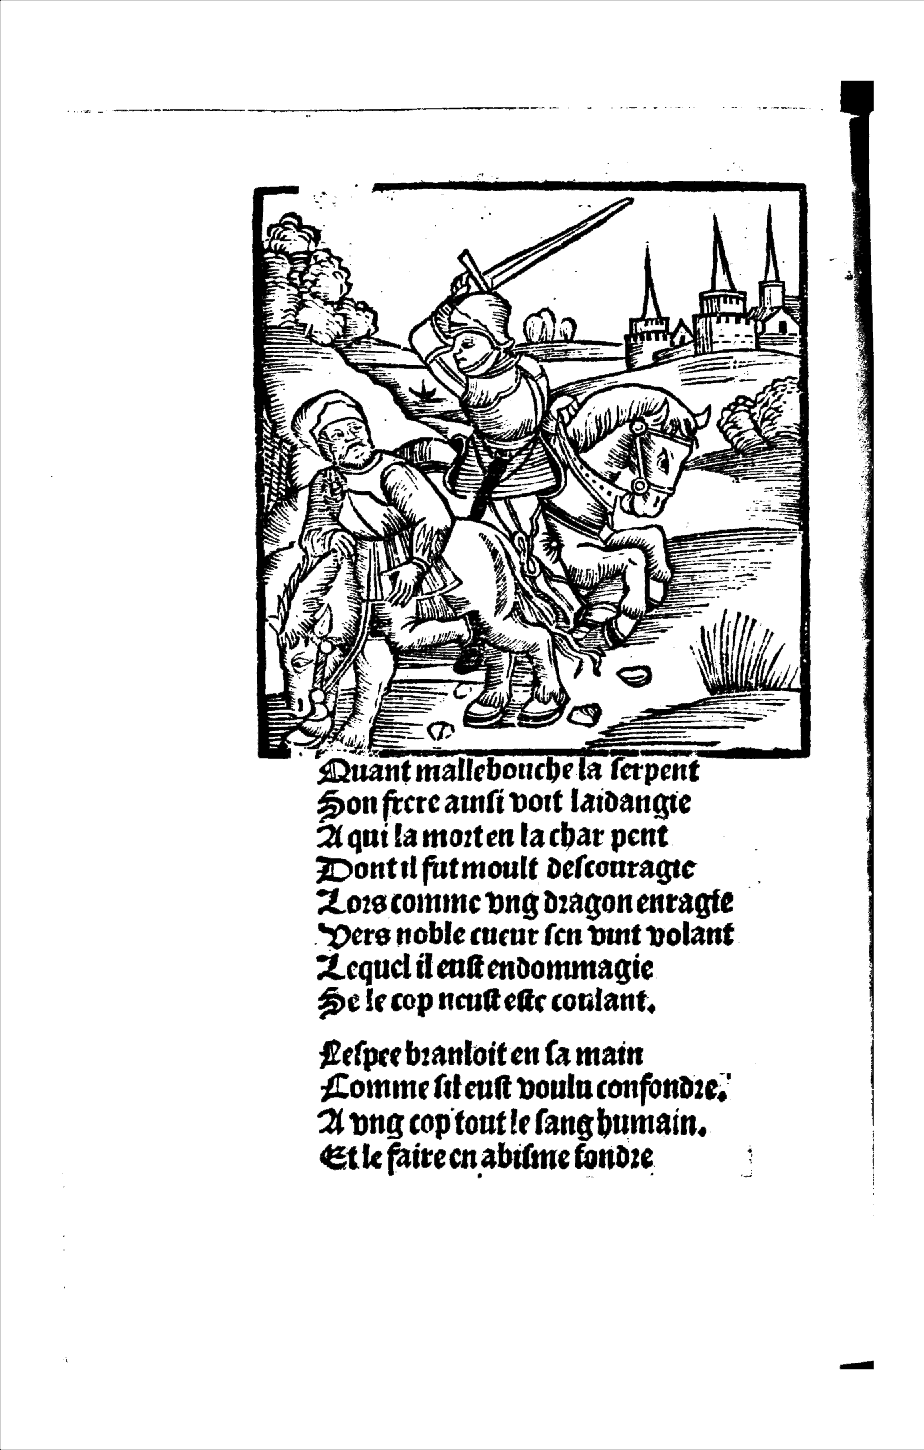 Quant mallebouche la ſerpent
Son frere ainſi voit laidangie
A qui la mort en la char pent
Dont il fut moult deſcouragie
Lors comme vng dragon enragie
Vers noble cueur ſen vint volant
Lequel il euſt endommagie
Se le cop neuſt eſte coulant.
Leſpee branloit en ſa main
Comme ſil euſt voulu confondre.
A vng cop tout le ſang humain.
Et le faire en abiſme fondre